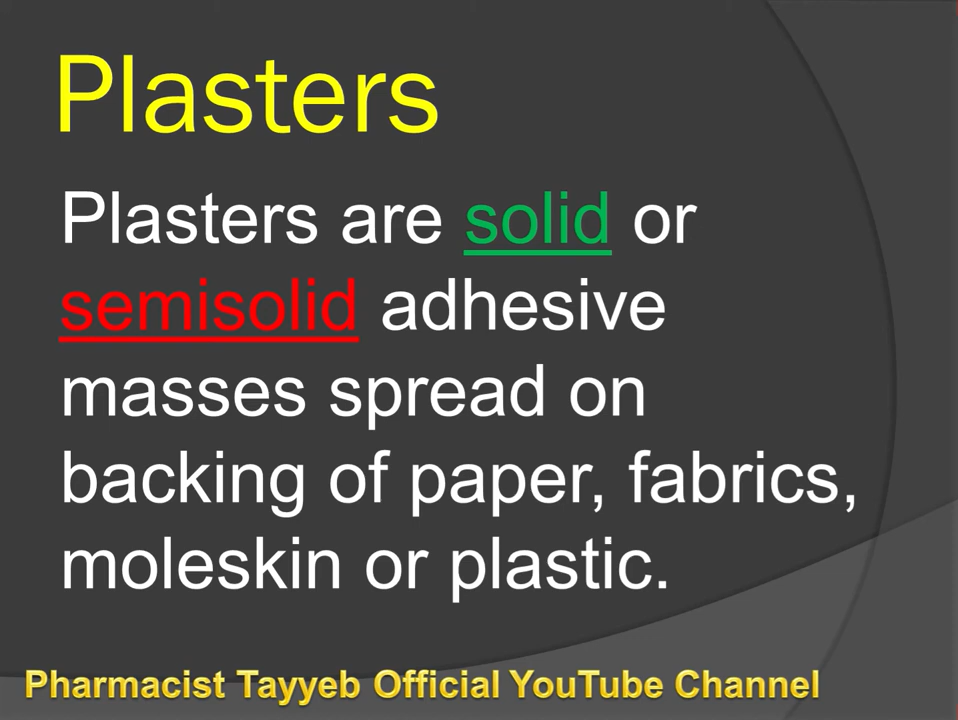 Plasters
Plasters are solid or
semisolid adhesive
masses spread on
backing of paper, fabrics,
moleskin or plastic.
Pharmacist Tayyeb Official YouTube Channel